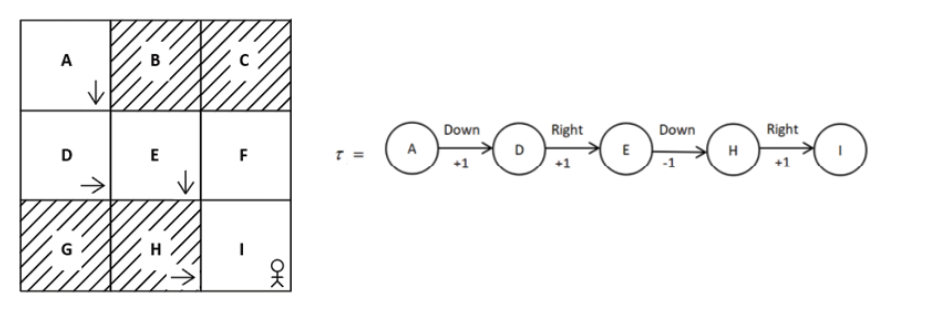 A B C
D E F
G H I
τ = A Down +1 D Right +1 E Down -1 H Right +1 I